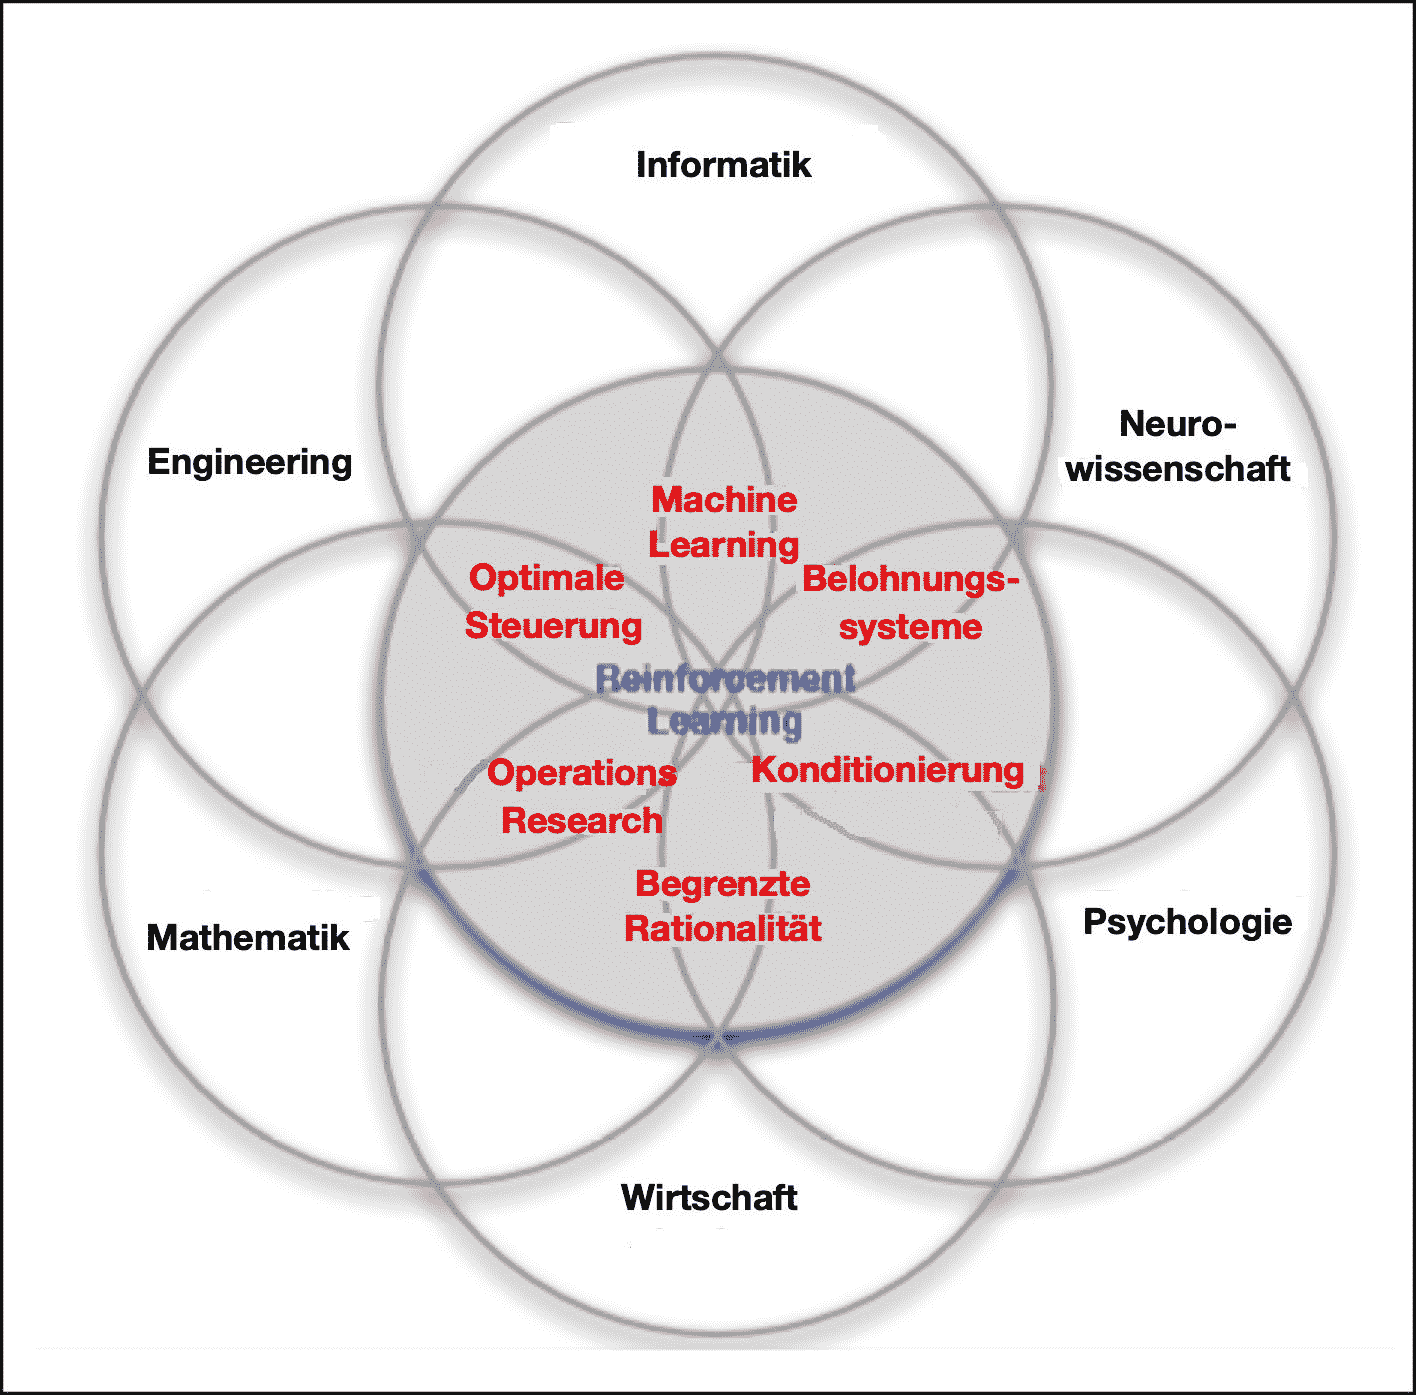 Informatik
Neuro-
wissenschaft
Engineering
Machine
Learning
Optimale
Steuerung
Belohnungs-
systeme
Reinforcement
Learning
Operations
Research
Konditionierung
Begrenzte
Rationalität
Mathematik
Psychologie
Wirtschaft